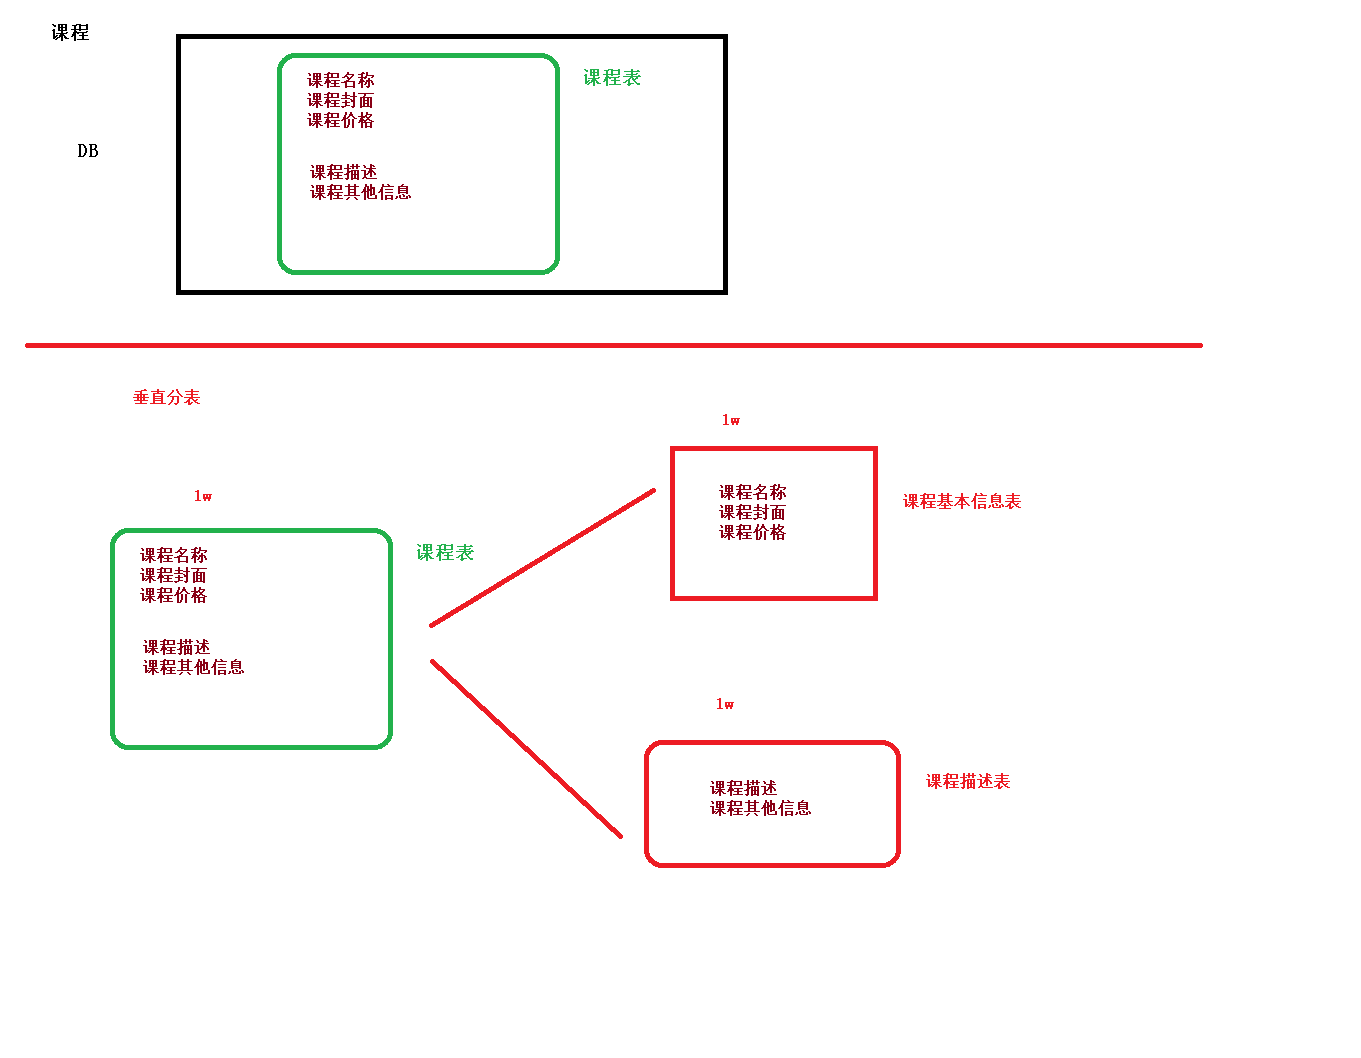 课程
课程表
课程名称
课程封面
课程价格
DB
课程描述
课程其他信息
垂直分表
1w
课程名称
课程封面
课程价格
课程基本信息表
1w
课程表
课程名称
课程封面
课程价格
课程描述
课程其他信息
1w
课程描述表
课程描述
课程其他信息